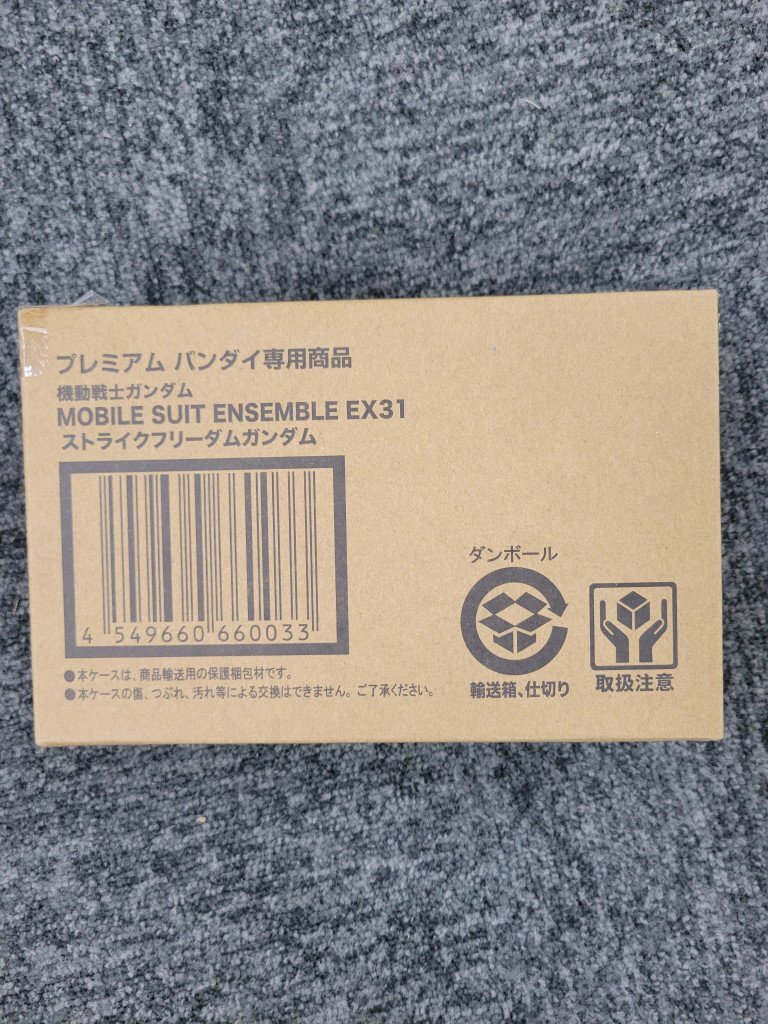 プレミアム バンダイ専用商品
機動戦士ガンダム
MOBILE SUIT ENSEMBLE EX31
ストライクフリーダムガンダム
4 549660 660033
●本ケースは、商品輸送用の保護梱包材です。
●本ケースの傷、つぶれ、汚れ等による交換はできません。ご了承ください。
ダンボール
輸送箱、仕切り
取扱注意